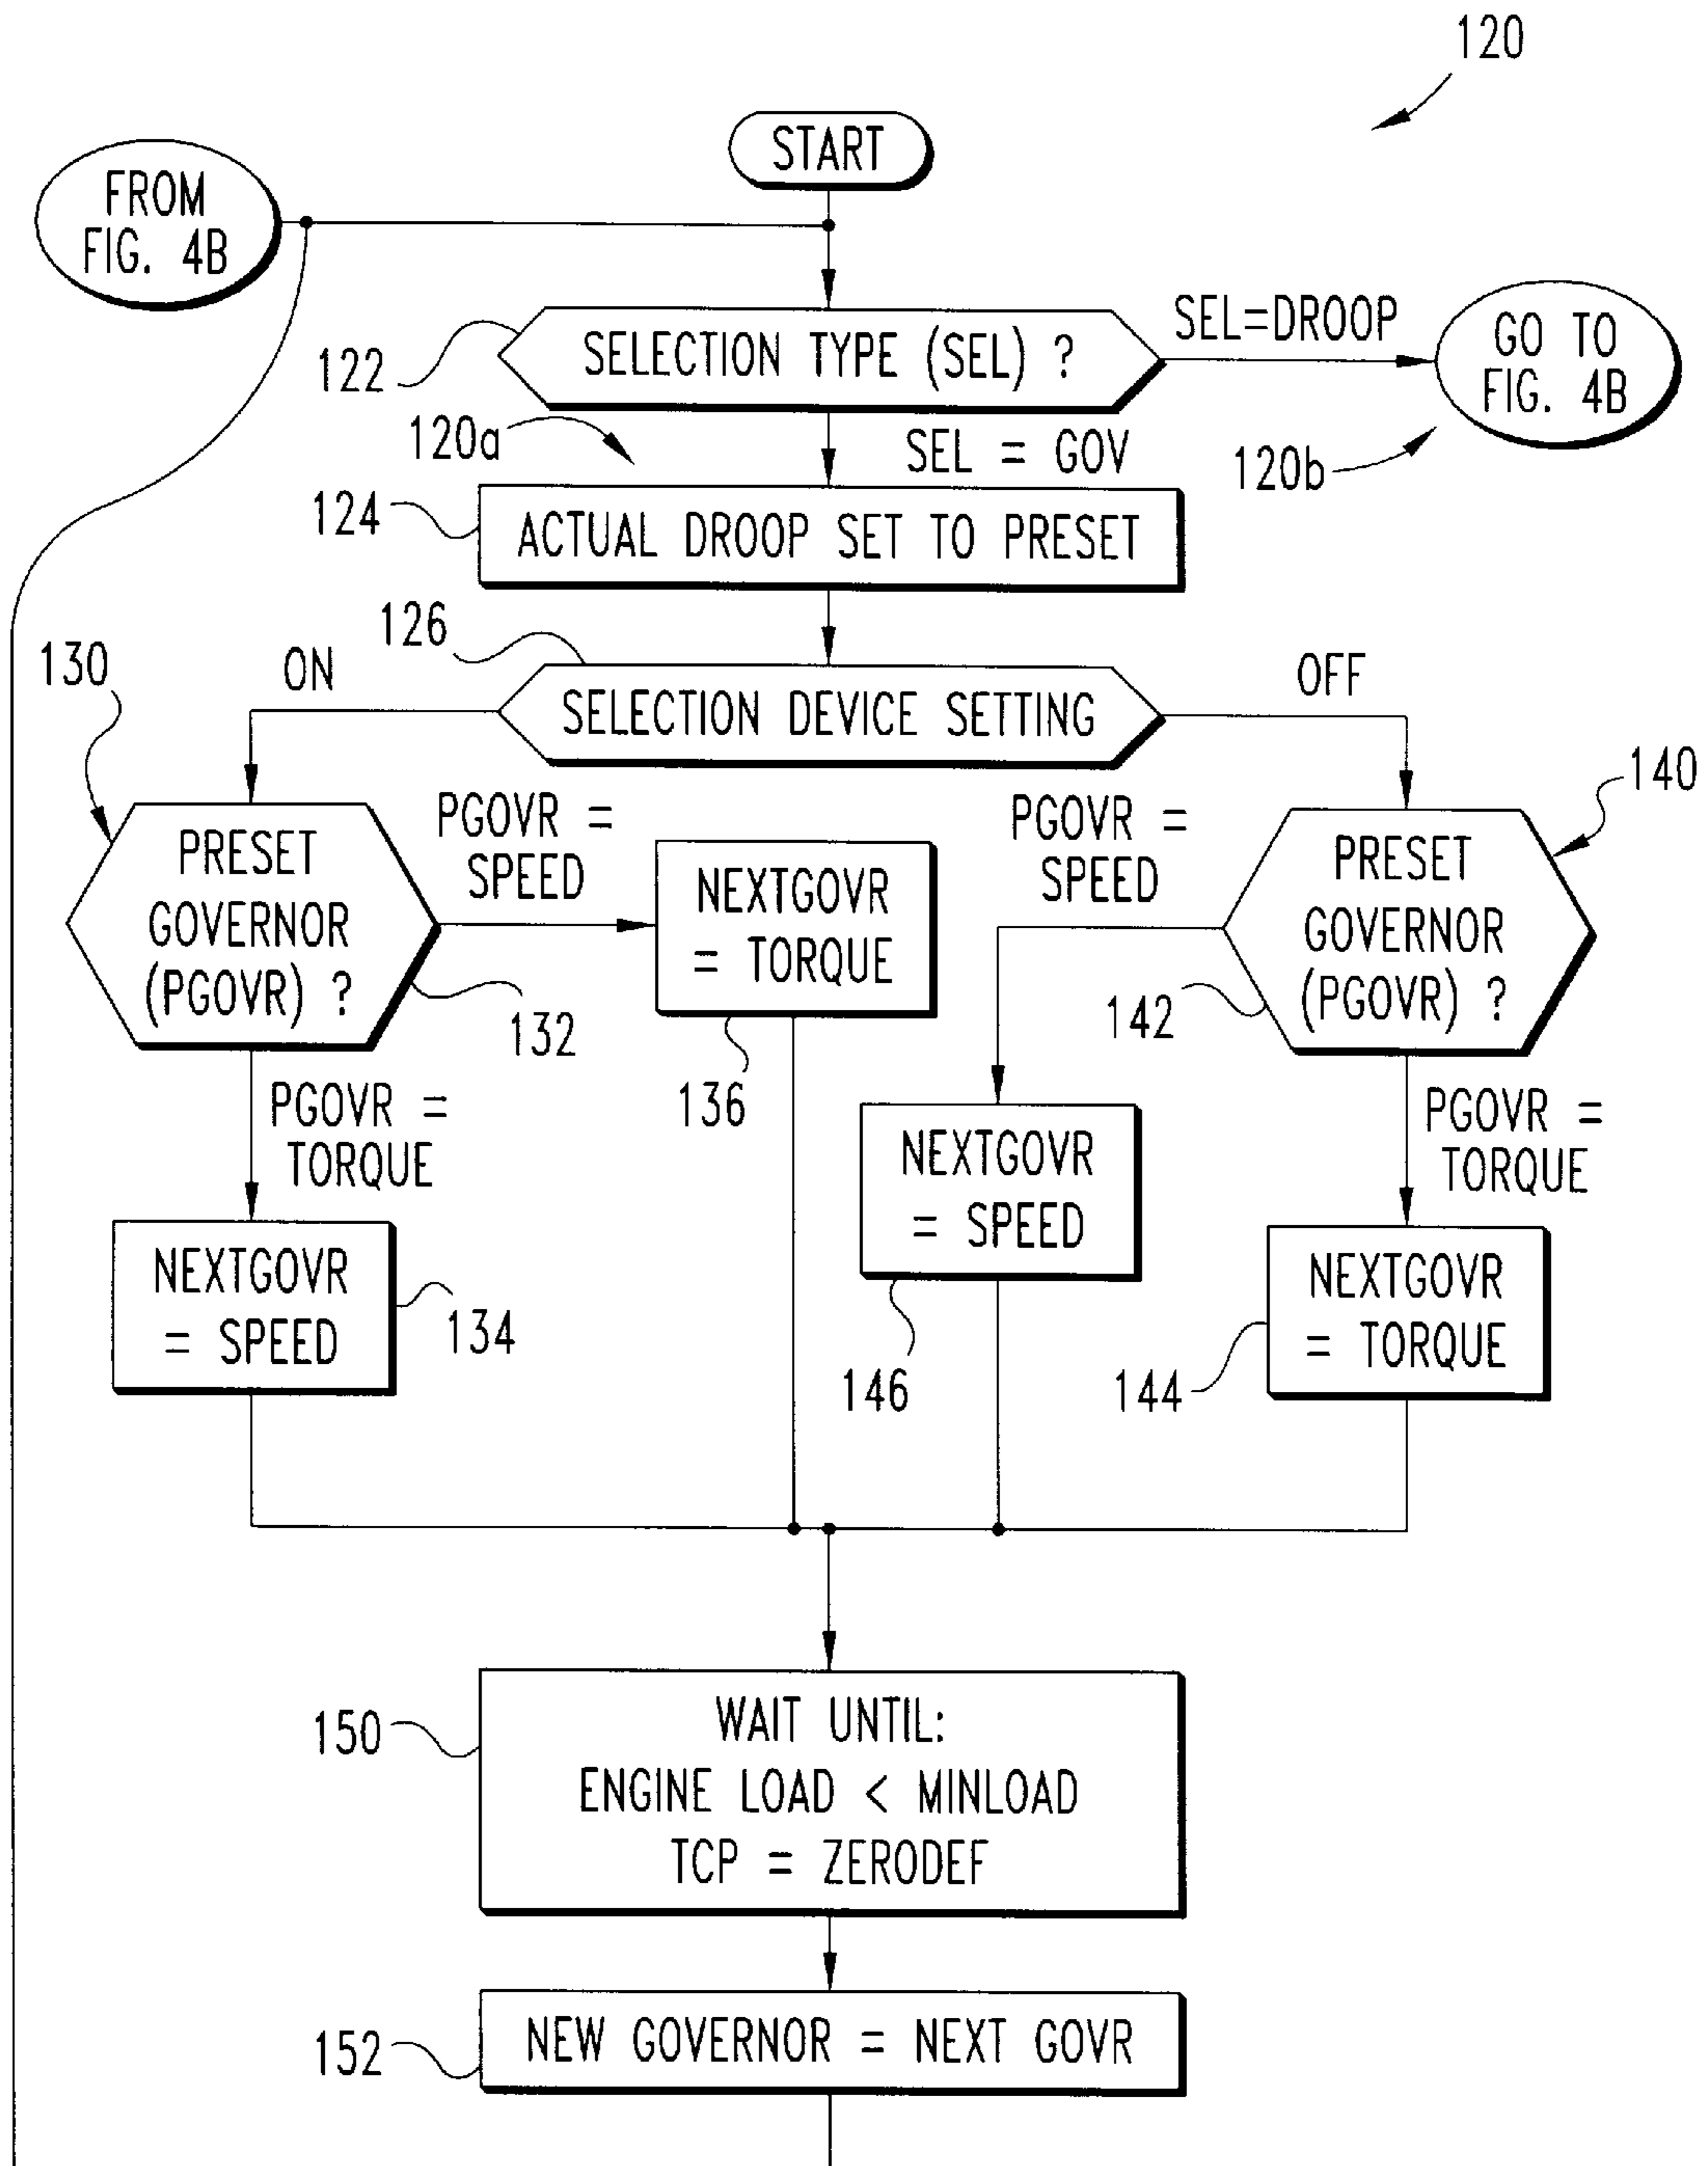 120
START
FROM
FIG. 4B
SELECTION TYPE (SEL) ?
122
SEL=DROOP
GO TO
FIG. 4B
120a
SEL = GOV
120b
124
ACTUAL DROOP SET TO PRESET
126
130
ON
SELECTION DEVICE SETTING
OFF
140
PRESET
GOVERNOR
(PGOVR) ?
132
PGOVR =
SPEED
NEXTGOVR
= TORQUE
136
PGOVR =
SPEED
PRESET
GOVERNOR
(PGOVR) ?
142
PGOVR =
TORQUE
NEXTGOVR
= SPEED
134
NEXTGOVR
= SPEED
146
PGOVR =
TORQUE
NEXTGOVR
= TORQUE
144
150
WAIT UNTIL:
ENGINE LOAD < MINLOAD
TCP = ZERODEF
152
NEW GOVERNOR = NEXT GOVR